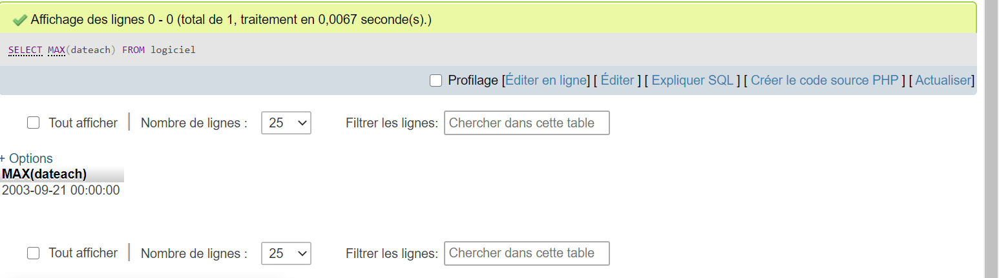 Affichage des lignes 0 - 0 (total de 1, traitement en 0,0067 seconde(s).)
SELECT MAX(dateach) FROM logiciel
Profilage [Éditer en ligne] [ Éditer ] [ Expliquer SQL ] [ Créer le code source PHP ] [ Actualiser]
Tout afficher | Nombre de lignes : 25 Filtrer les lignes: Chercher dans cette table
+ Options
MAX(dateach)
2003-09-21 00:00:00
Tout afficher | Nombre de lignes : 25 Filtrer les lignes: Chercher dans cette table